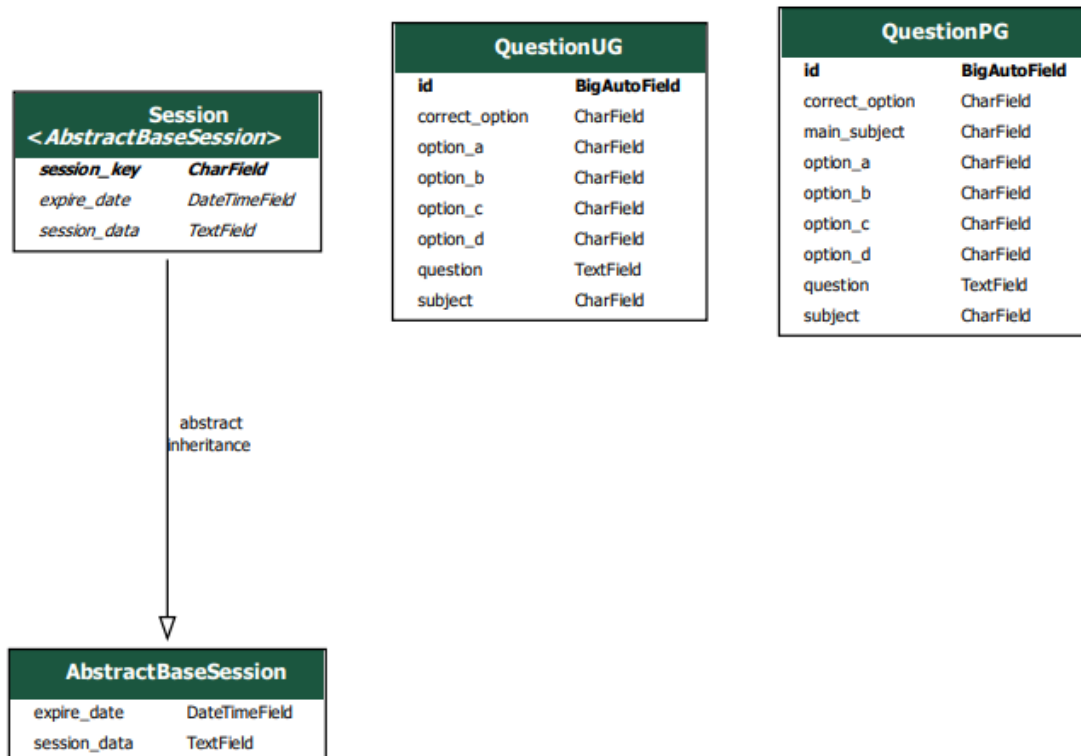 Session
<AbstractBaseSession>
session_key CharField
expire_date DateTimeField
session_data TextField
abstract
inheritance
AbstractBaseSession
expire_date DateTimeField
session_data TextField
QuestionUG
id BigAutoField
correct_option CharField
option_a CharField
option_b CharField
option_c CharField
option_d CharField
question TextField
subject CharField
QuestionPG
id BigAutoField
correct_option CharField
main_subject CharField
option_a CharField
option_b CharField
option_c CharField
option_d CharField
question TextField
subject CharField